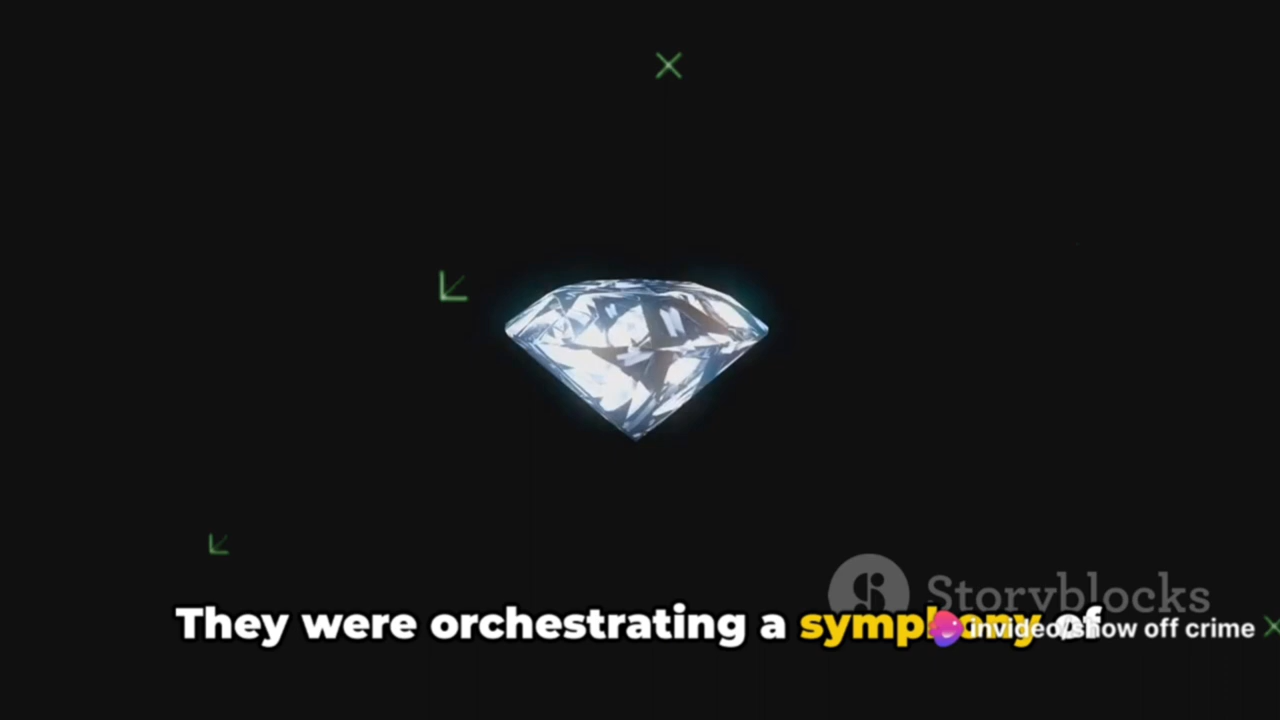 Storyblocks
They were orchestrating a symphony of
invideo/show off crime